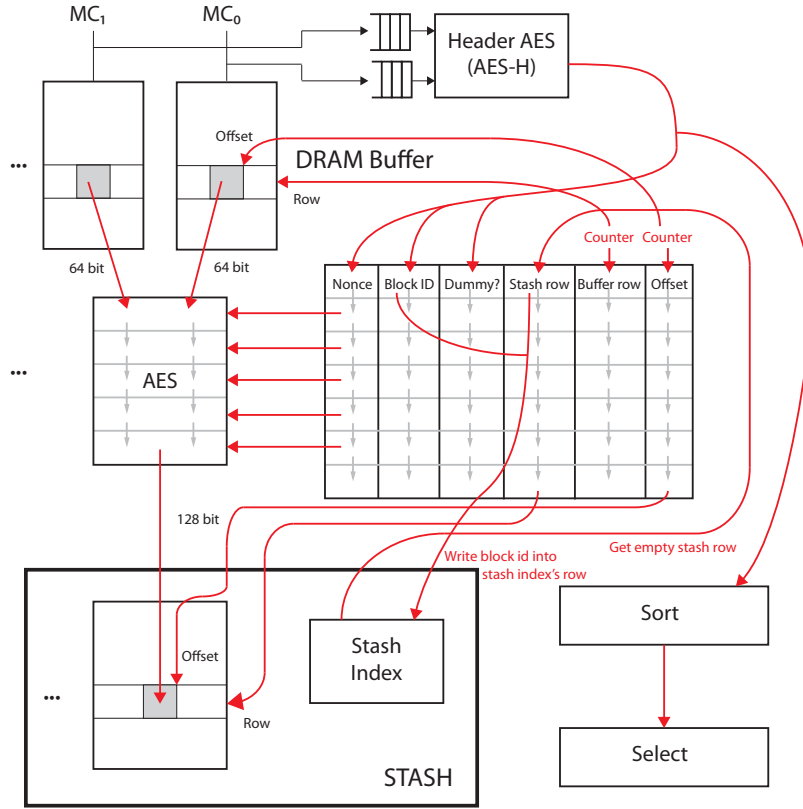 MC1 MC0
Header AES
(AES-H)
Offset
...
DRAM Buffer
Row
Counter Counter
64 bit 64 bit
Nonce Block ID Dummy? Stash row Buffer row Offset
...
AES
128 bit
Write block id into
stash index's row
Get empty stash row
Sort
Stash
Index
Offset
...
Row
Select
STASH